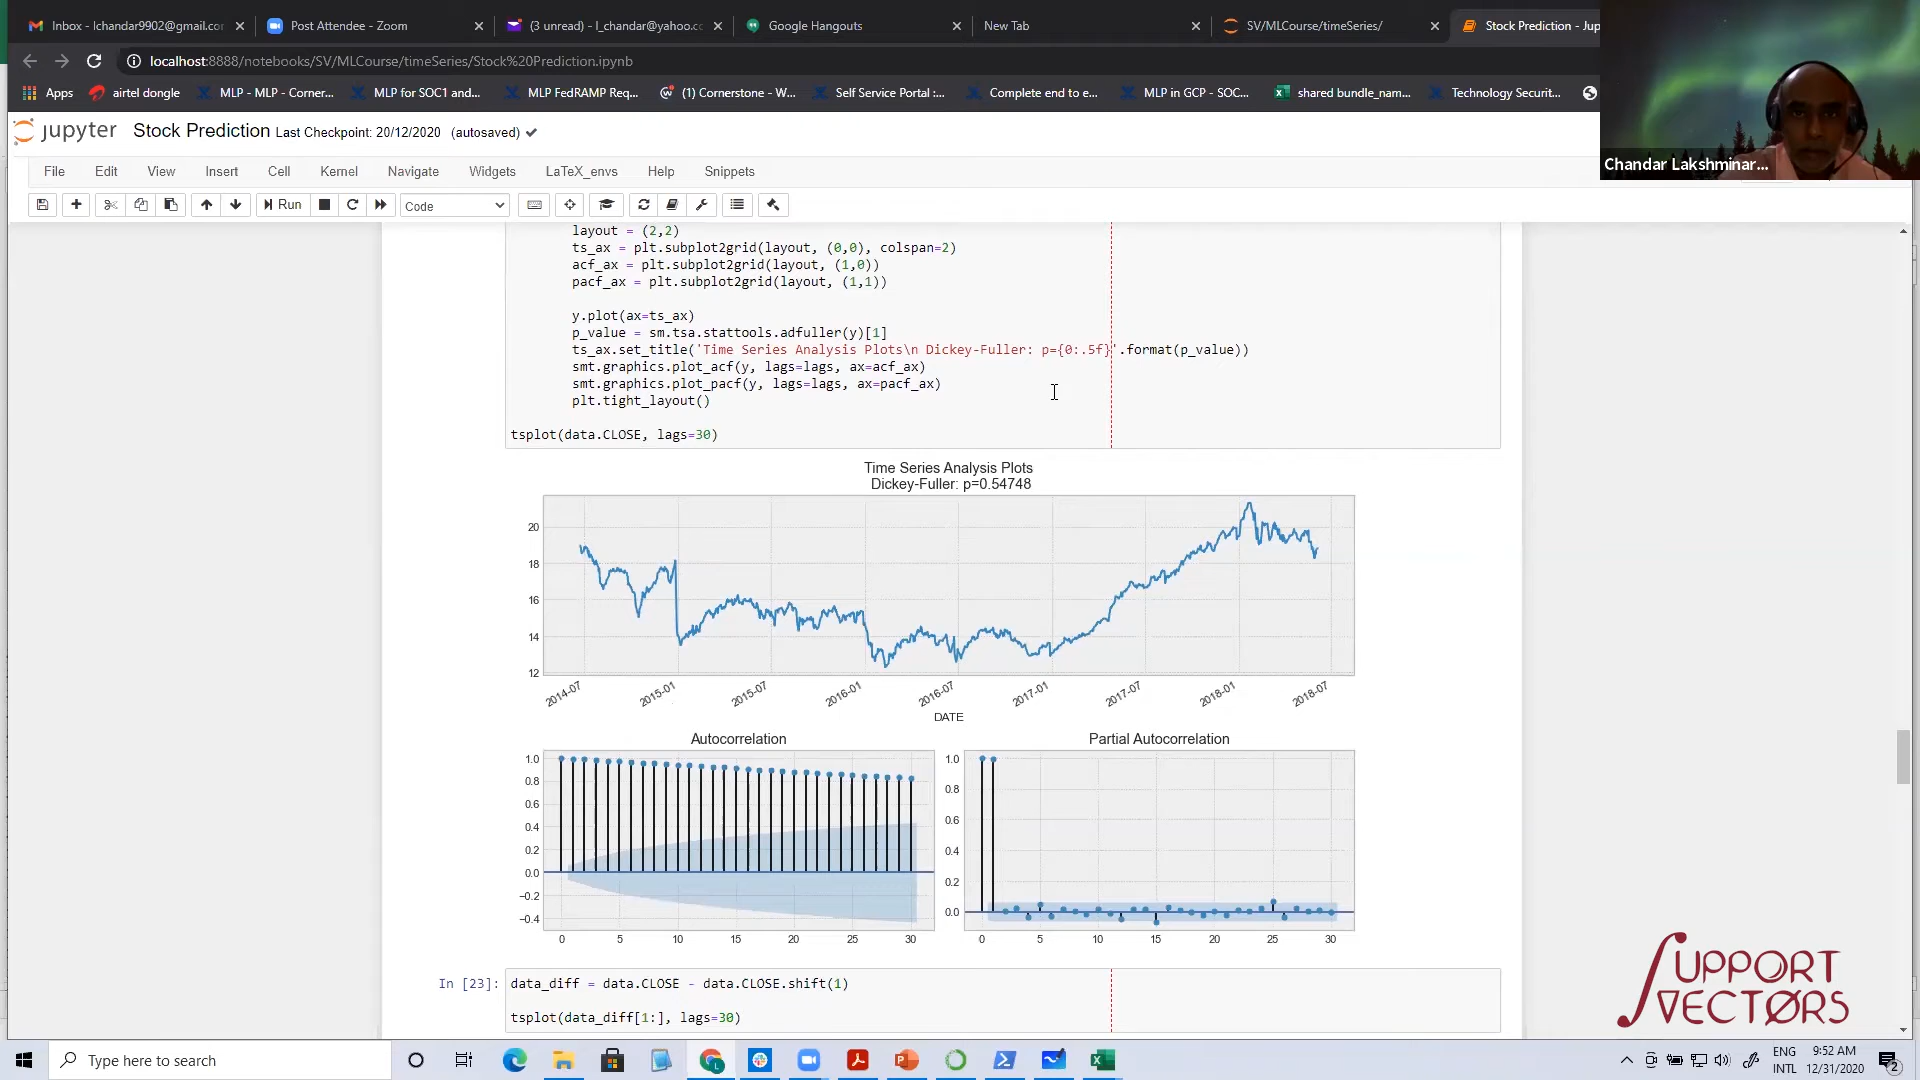 Inbox - lchandar9902@gmail.co
Post Attendee - Zoom
(3 unread) - l_chandar@yahoo.cc
Google Hangouts
New Tab
SV/MLCourse/timeSeries/
Stock Prediction - Jup
localhost:8888/notebooks/SV/MLCourse/timeSeries/Stock%20Prediction.ipynb
Apps
airtel dongle
MLP - MLP - Corner...
MLP for SOC1 and...
MLP FedRAMP Req...
(1) Cornerstone - W...
Self Service Portal :...
Complete end to e...
MLP in GCP - SOC...
shared bundle_nam...
Technology Securit...
jupyter Stock Prediction Last Checkpoint: 20/12/2020 (autosaved)
Chandar Lakshminar...
File Edit View Insert Cell Kernel Navigate Widgets LaTeX_envs Help Snippets
Run
Code
layout = (2,2)
ts_ax = plt.subplot2grid(layout, (0,0), colspan=2)
acf_ax = plt.subplot2grid(layout, (1,0))
pacf_ax = plt.subplot2grid(layout, (1,1))
y.plot(ax=ts_ax)
p_value = sm.tsa.stattools.adfuller(y)[1]
ts_ax.set_title('Time Series Analysis Plots\n Dickey-Fuller: p={0:.5f}'.format(p_value))
smt.graphics.plot_acf(y, lags=lags, ax=acf_ax)
smt.graphics.plot_pacf(y, lags=lags, ax=pacf_ax)
plt.tight_layout()
tsplot(data.CLOSE, lags=30)
Time Series Analysis Plots
Dickey-Fuller: p=0.54748
20
18
16
14
12
2014-07 2015-01 2015-07 2016-01 2016-07 2017-01 2017-07 2018-01 2018-07
DATE
Autocorrelation
1.0
0.8
0.6
0.4
0.2
0.0
−0.2
−0.4
0 5 10 15 20 25 30
Partial Autocorrelation
1.0
0.8
0.6
0.4
0.2
0.0
0 5 10 15 20 25 30
In [23]: data_diff = data.CLOSE - data.CLOSE.shift(1)
tsplot(data_diff[1:], lags=30)
SUPPORT
VECTORS
Type here to search
ENG
INTL
9:52 AM
12/31/2020
2